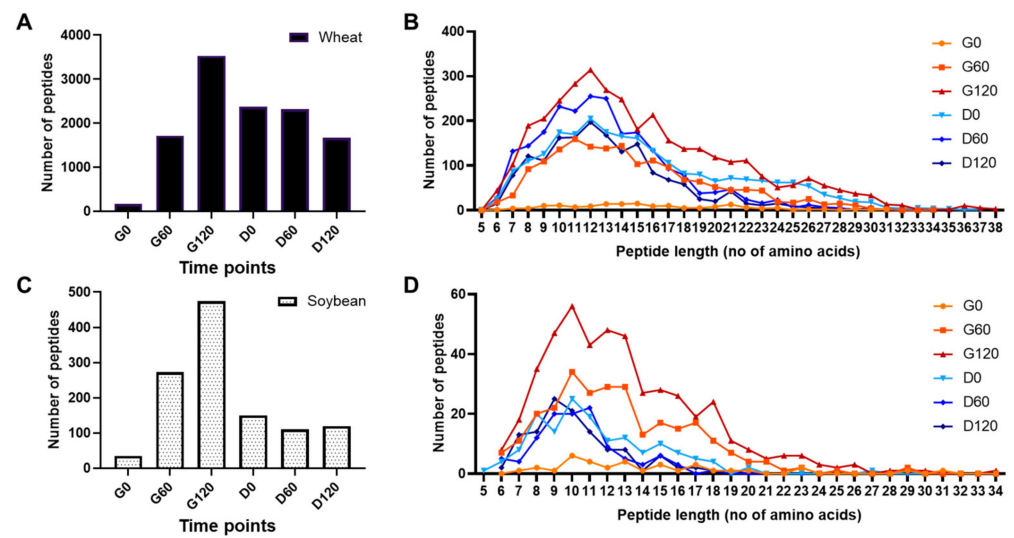 A
Number of peptides
4000
3000
2000
1000
0
Wheat
G0
G60
G120
D0
D60
D120
Time points
B
Number of peptides
400
300
200
100
0
G0
G60
G120
D0
D60
D120
5 6 7 8 9 10 11 12 13 14 15 16 17 18 19 20 21 22 23 24 25 26 27 28 29 30 31 33 34 35 36 37 38
Peptide length (no of amino acids)
C
Number of peptides
500
400
300
200
100
0
Soybean
G0
G60
G120
D0
D60
D120
Time points
D
Number of peptides
60
40
20
0
G0
G60
G120
D0
D60
D120
5 6 7 8 9 10 11 12 13 14 15 16 17 18 19 20 21 22 23 24 25 26 27 28 29 30 31 32 33 34
Peptide length (no of amino acids)